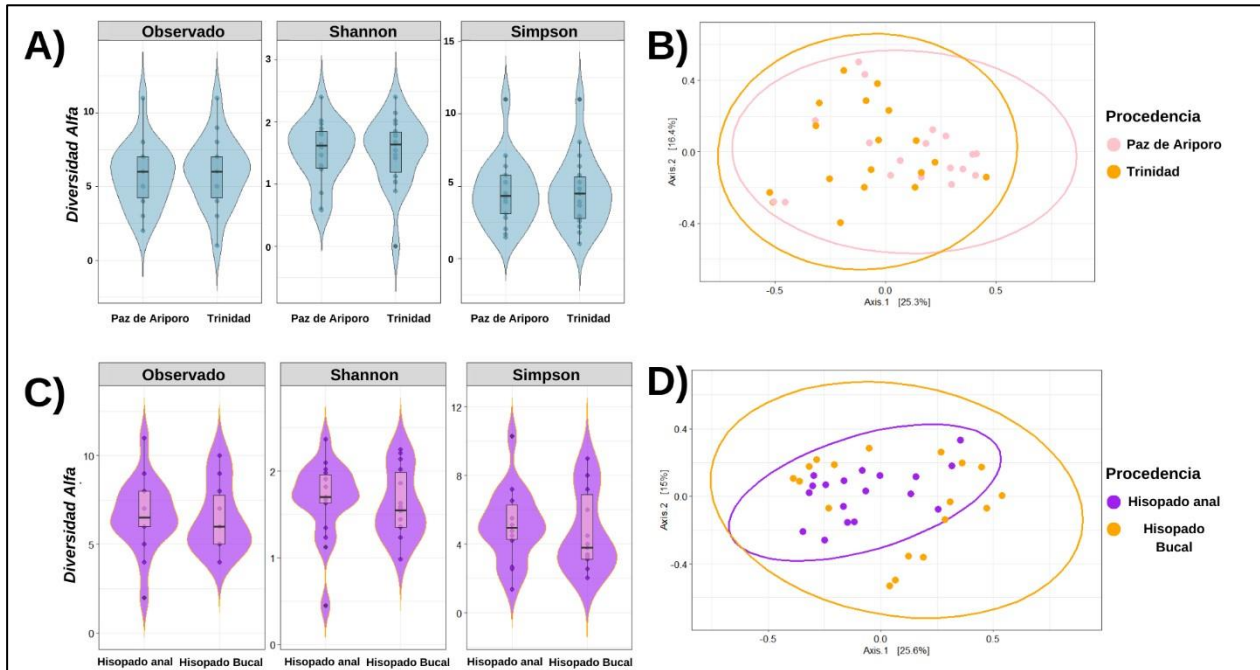 A)
Observado
Shannon
Simpson
Diversidad Alfa
10
5
0
3
2
1
0
15
10
5
0
Paz de Ariporo
Trinidad
Paz de Ariporo
Trinidad
Paz de Ariporo
Trinidad
B)
Axis.2 [16.4%]
0.4
0.0
-0.4
-0.5
0.0
0.5
Axis.1 [25.3%]
Procedencia
Paz de Ariporo
Trinidad
C)
Observado
Shannon
Simpson
Diversidad Alfa
10
5
0
2
1
0
12
8
4
0
Hisopado anal
Hisopado Bucal
Hisopado anal
Hisopado Bucal
Hisopado anal
Hisopado Bucal
D)
Axis.2 [15%]
0.4
0.0
-0.4
-0.5
0.0
0.5
Axis.1 [25.6%]
Procedencia
Hisopado anal
Hisopado
Bucal